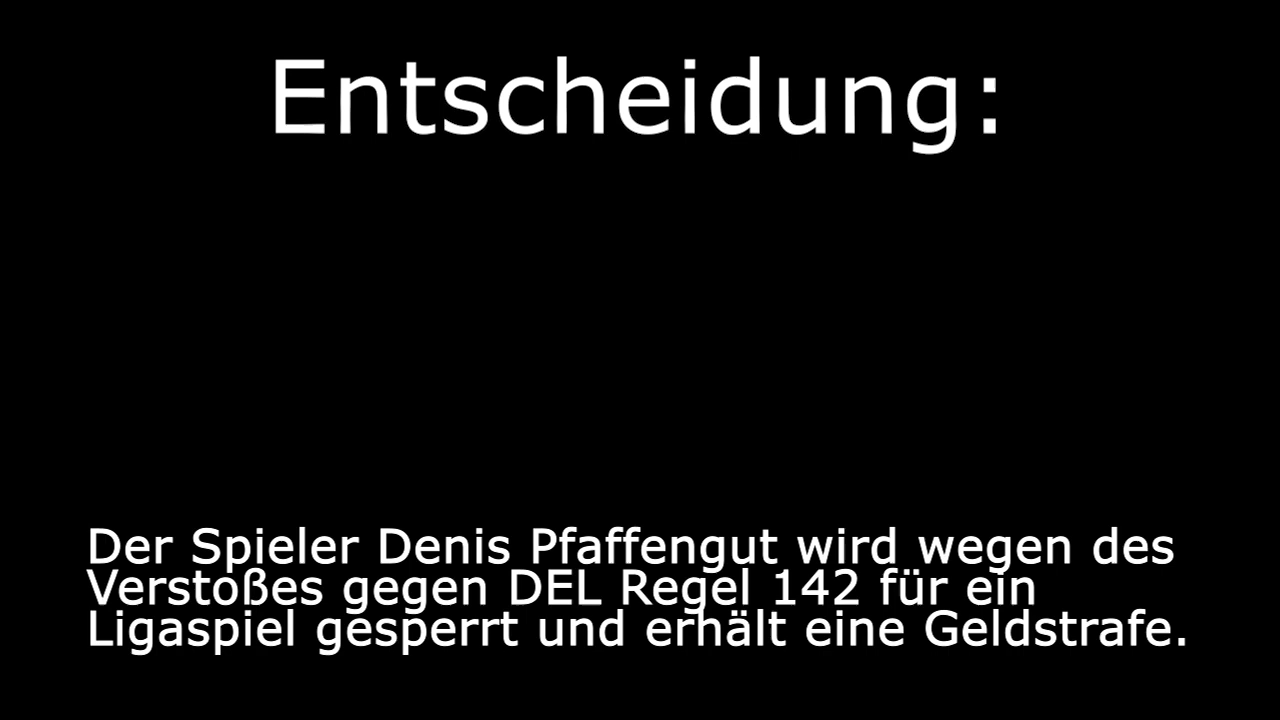 Entscheidung:
Der Spieler Denis Pfaffengut wird wegen des
Verstoßes gegen DEL Regel 142 für ein
Ligaspiel gesperrt und erhält eine Geldstrafe.